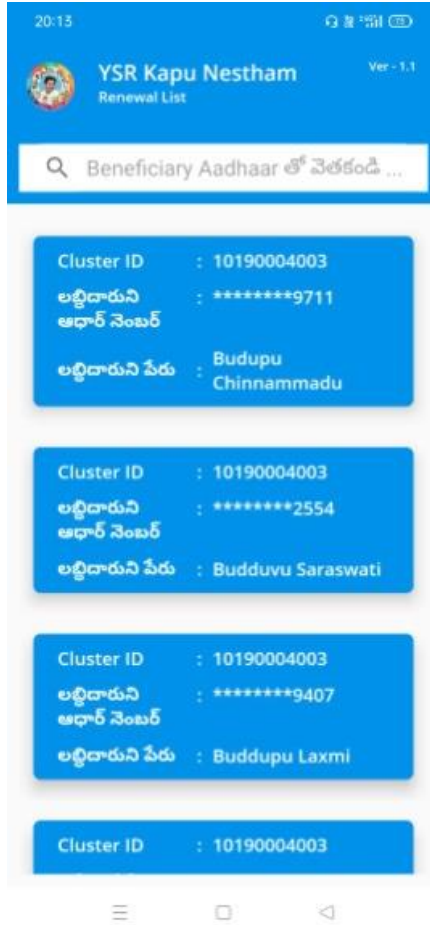 20:15
YSR Kapu Nestham
Ver - 1.1
Renewal List
Beneficiary Aadhaar తో వెతకండి ...
Cluster ID : 10190004003
లబ్ధిదారుని : ********9711
ఆధార్ నెంబర్
లబ్ధిదారుని పేరు : Budupu
Chinnammadu
Cluster ID : 10190004003
లబ్ధిదారుని : ********2554
ఆధార్ నెంబర్
లబ్ధిదారుని పేరు : Budduvu Saraswati
Cluster ID : 10190004003
లబ్ధిదారుని : ********9407
ఆధార్ నెంబర్
లబ్ధిదారుని పేరు : Buddupu Laxmi
Cluster ID : 10190004003